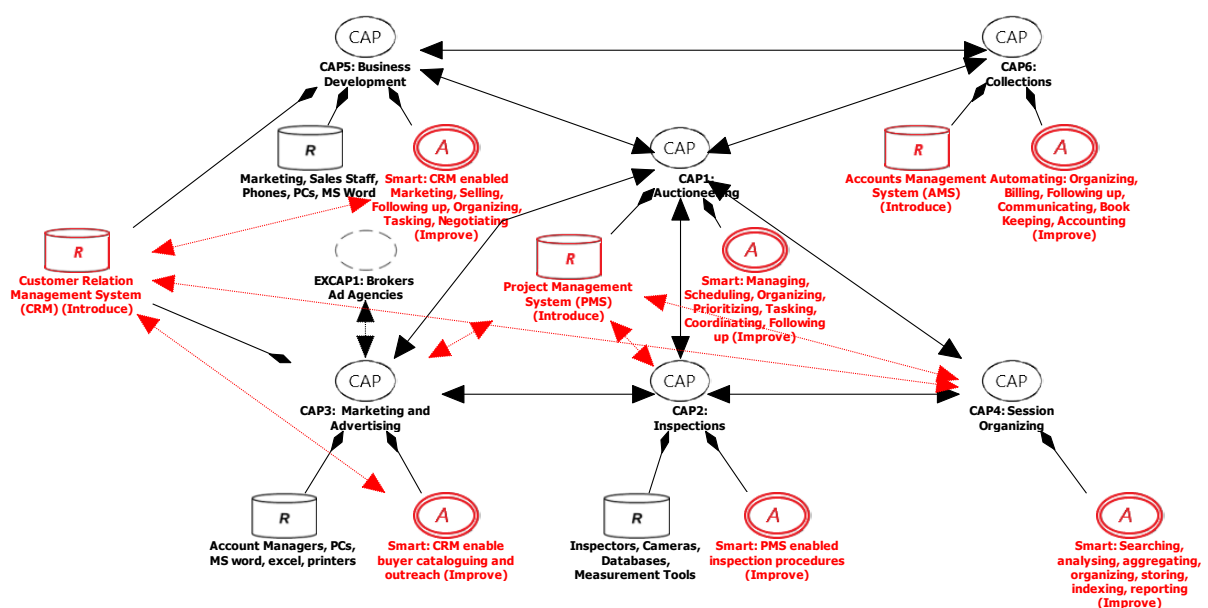 CAP
CAP5: Business
Development
CAP
CAP6:
Collections
R
Marketing, Sales Staff,
Phones, PCs, MS Word
A
Smart: CRM enabled
Marketing, Selling,
Following up, Organizing,
Tasking, Negotiating
(Improve)
CAP
CAP1:
Auctioneering
R
Accounts Management
System (AMS)
(Introduce)
A
Automating: Organizing,
Billing, Following up,
Communicating, Book
Keeping, Accounting
(Improve)
R
Customer Relation
Management System
(CRM) (Introduce)
EXCAP1: Brokers
Ad Agencies
R
Project Management
System (PMS)
(Introduce)
A
Smart: Managing,
Scheduling, Organizing,
Prioritizing, Tasking,
Coordinating, Following
up (Improve)
CAP
CAP3: Marketing and
Advertising
CAP
CAP2:
Inspections
CAP
CAP4: Session
Organizing
R
Account Managers, PCs,
MS word, excel, printers
A
Smart: CRM enable
buyer cataloguing and
outreach (Improve)
R
Inspectors, Cameras,
Databases,
Measurement Tools
A
Smart: PMS enabled
inspection procedures
(Improve)
A
Smart: Searching,
analysing, aggregating,
organizing, storing,
indexing, reporting
(Improve)